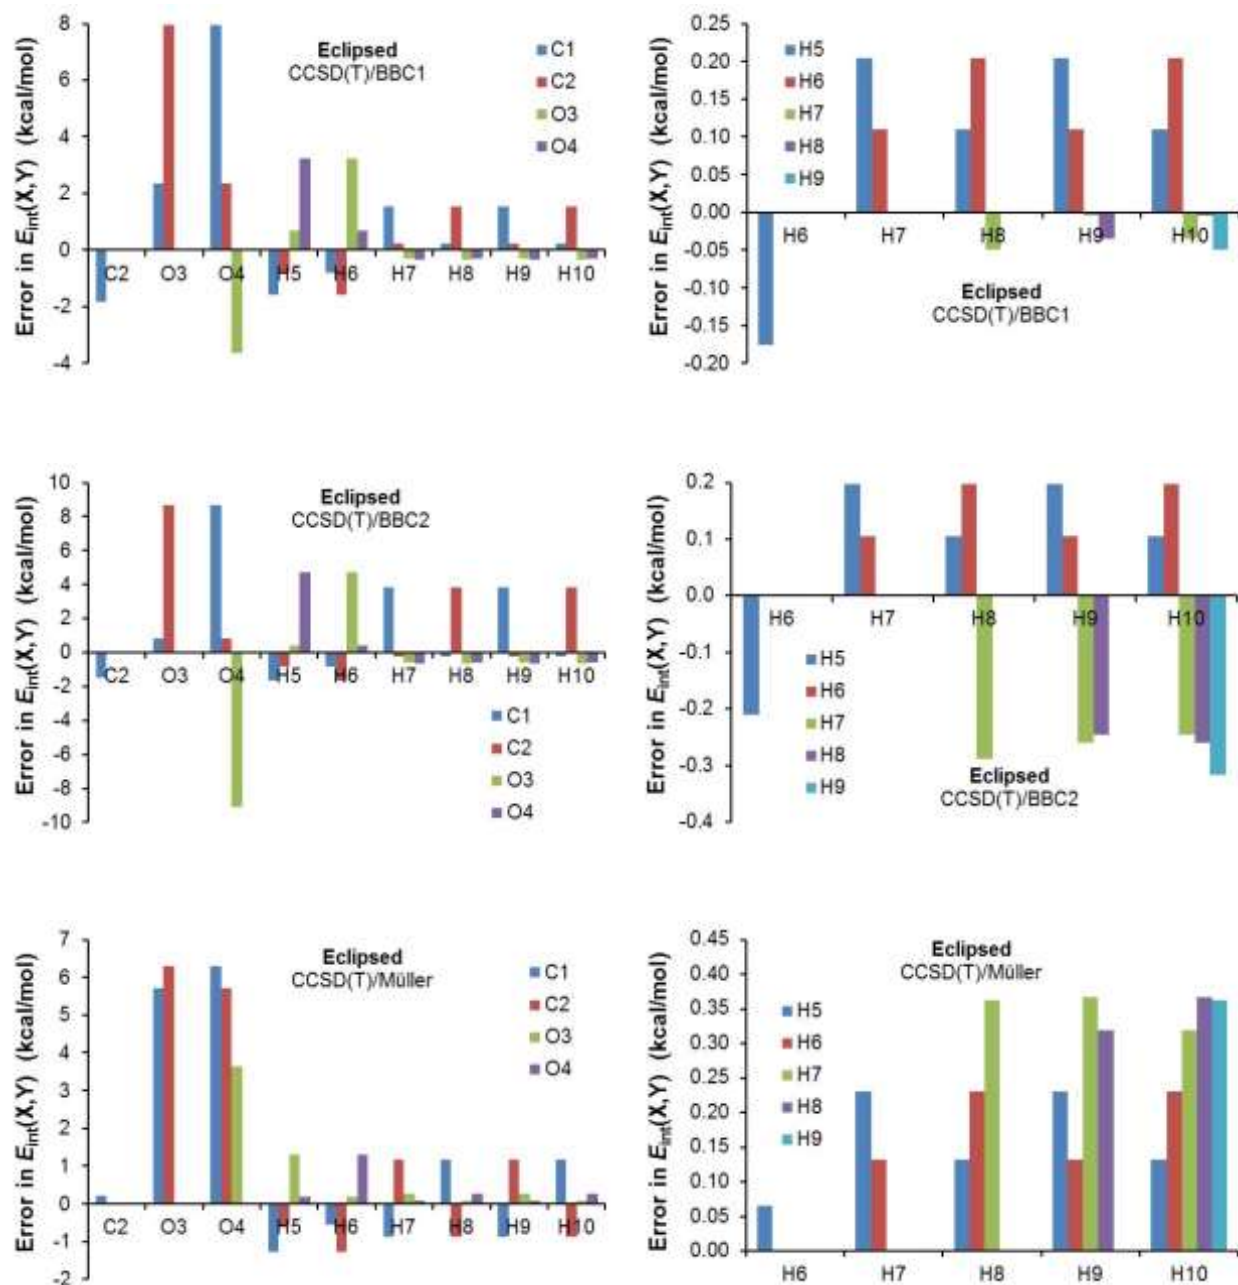 Error in Eint(X,Y) (kcal/mol)
8
6
4
2
0
-2
-4
Eclipsed
CCSD(T)/BBC1
C1
C2
O3
O4
C2 O3 O4 H5 H6 H7 H8 H9 H10
Error in Eint(X,Y) (kcal/mol)
0.25
0.20
0.15
0.10
0.05
0.00
-0.05
-0.10
-0.15
-0.20
H5
H6
H7
H8
H9
H6 H7 H8 H9 H10
Eclipsed
CCSD(T)/BBC1
Error in Eint(X,Y) (kcal/mol)
10
8
6
4
2
0
-2
-4
-6
-8
-10
Eclipsed
CCSD(T)/BBC2
C2 O3 O4 H5 H6 H7 H8 H9 H10
C1
C2
O3
O4
Error in Eint(X,Y) (kcal/mol)
0.2
0.1
0.0
-0.1
-0.2
-0.3
-0.4
H6 H7 H8 H9 H10
H5
H6
H7
H8
H9
Eclipsed
CCSD(T)/BBC2
Error in Eint(X,Y) (kcal/mol)
7
6
5
4
3
2
1
0
-1
-2
Eclipsed
CCSD(T)/Müller
C1
C2
O3
O4
C2 O3 O4 H5 H6 H7 H8 H9 H10
Error in Eint(X,Y) (kcal/mol)
0.45
0.40
0.35
0.30
0.25
0.20
0.15
0.10
0.05
0.00
Eclipsed
CCSD(T)/Müller
H5
H6
H7
H8
H9
H6 H7 H8 H9 H10